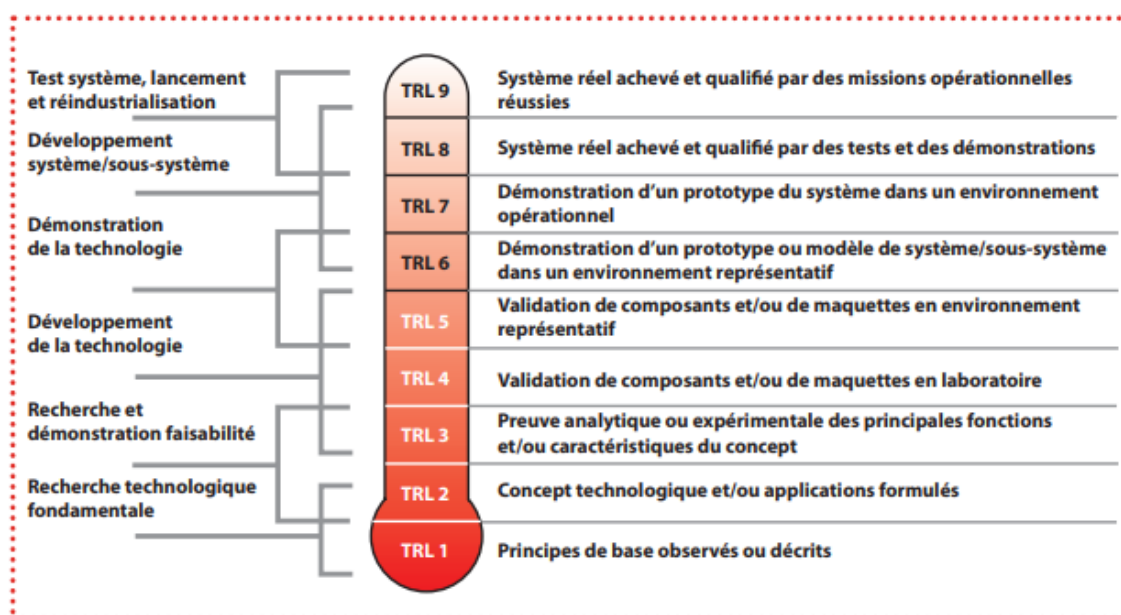 Test système, lancement
et réindustrialisation
Développement
système/sous-système
Démonstration
de la technologie
Développement
de la technologie
Recherche et
démonstration faisabilité
Recherche technologique
fondamentale
TRL 9
TRL 8
TRL 7
TRL 6
TRL 5
TRL 4
TRL 3
TRL 2
TRL 1
Système réel achevé et qualifié par des missions opérationnelles
réussies
Système réel achevé et qualifié par des tests et des démonstrations
Démonstration d'un prototype du système dans un environnement
opérationnel
Démonstration d'un prototype ou modèle de système/sous-système
dans un environnement représentatif
Validation de composants et/ou de maquettes en environnement
représentatif
Validation de composants et/ou de maquettes en laboratoire
Preuve analytique ou expérimentale des principales fonctions
et/ou caractéristiques du concept
Concept technologique et/ou applications formulés
Principes de base observés ou décrits